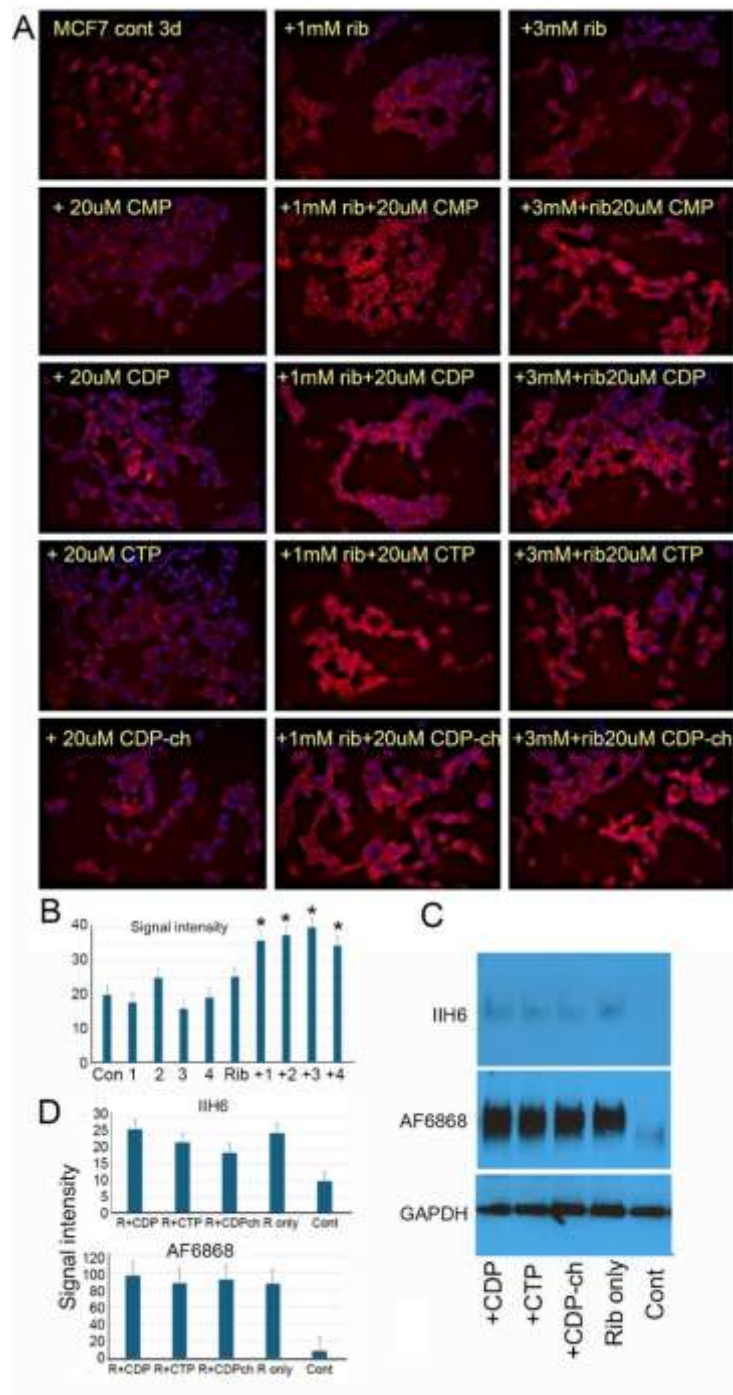 A
MCF7 cont 3d
+1mM rib
+3mM rib
+ 20uM CMP
+1mM rib+20uM CMP
+3mM+rib20uM CMP
+ 20uM CDP
+1mM rib+20uM CDP
+3mM+rib20uM CDP
+ 20uM CTP
+1mM rib+20uM CTP
+3mM+rib20uM CTP
+ 20uM CDP-ch
+1mM rib+20uM CDP-ch
+3mM+rib20uM CDP-ch
B
Signal intensity
40
30
20
10
0
* * * *
Con 1 2 3 4 Rib +1 +2 +3 +4
C
IIH6
AF6868
GAPDH
+CDP
+CTP
+CDP-ch
Rib only
Cont
D
Signal intensity
IIH6
30
25
20
15
10
5
0
R+CDP R+CTP R+CDPch R only Cont
AF6868
120
100
80
60
40
20
0
R+CDP R+CTP R+CDPch R only Cont